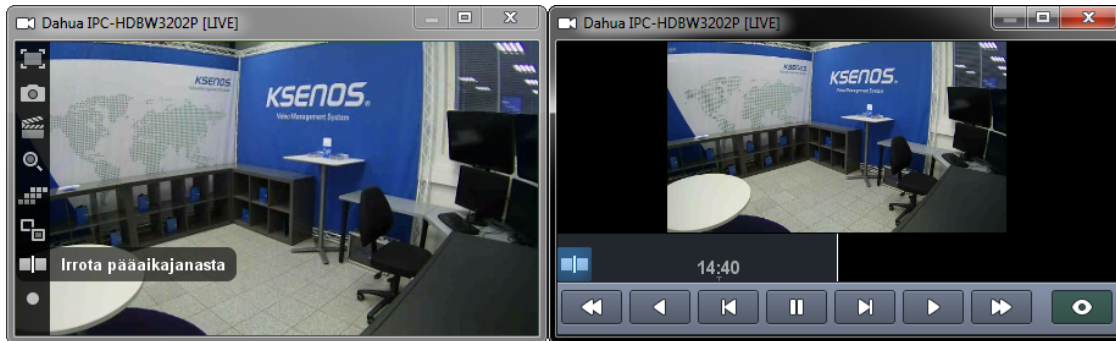 Dahua IPC-HDBW3202P [LIVE]
KSENOS
KSENOS®
Video Management System
Irrota pääaikajanasta
Dahua IPC-HDBW3202P [LIVE]
KSENOS
KSENOS.
Video Management System
14:40